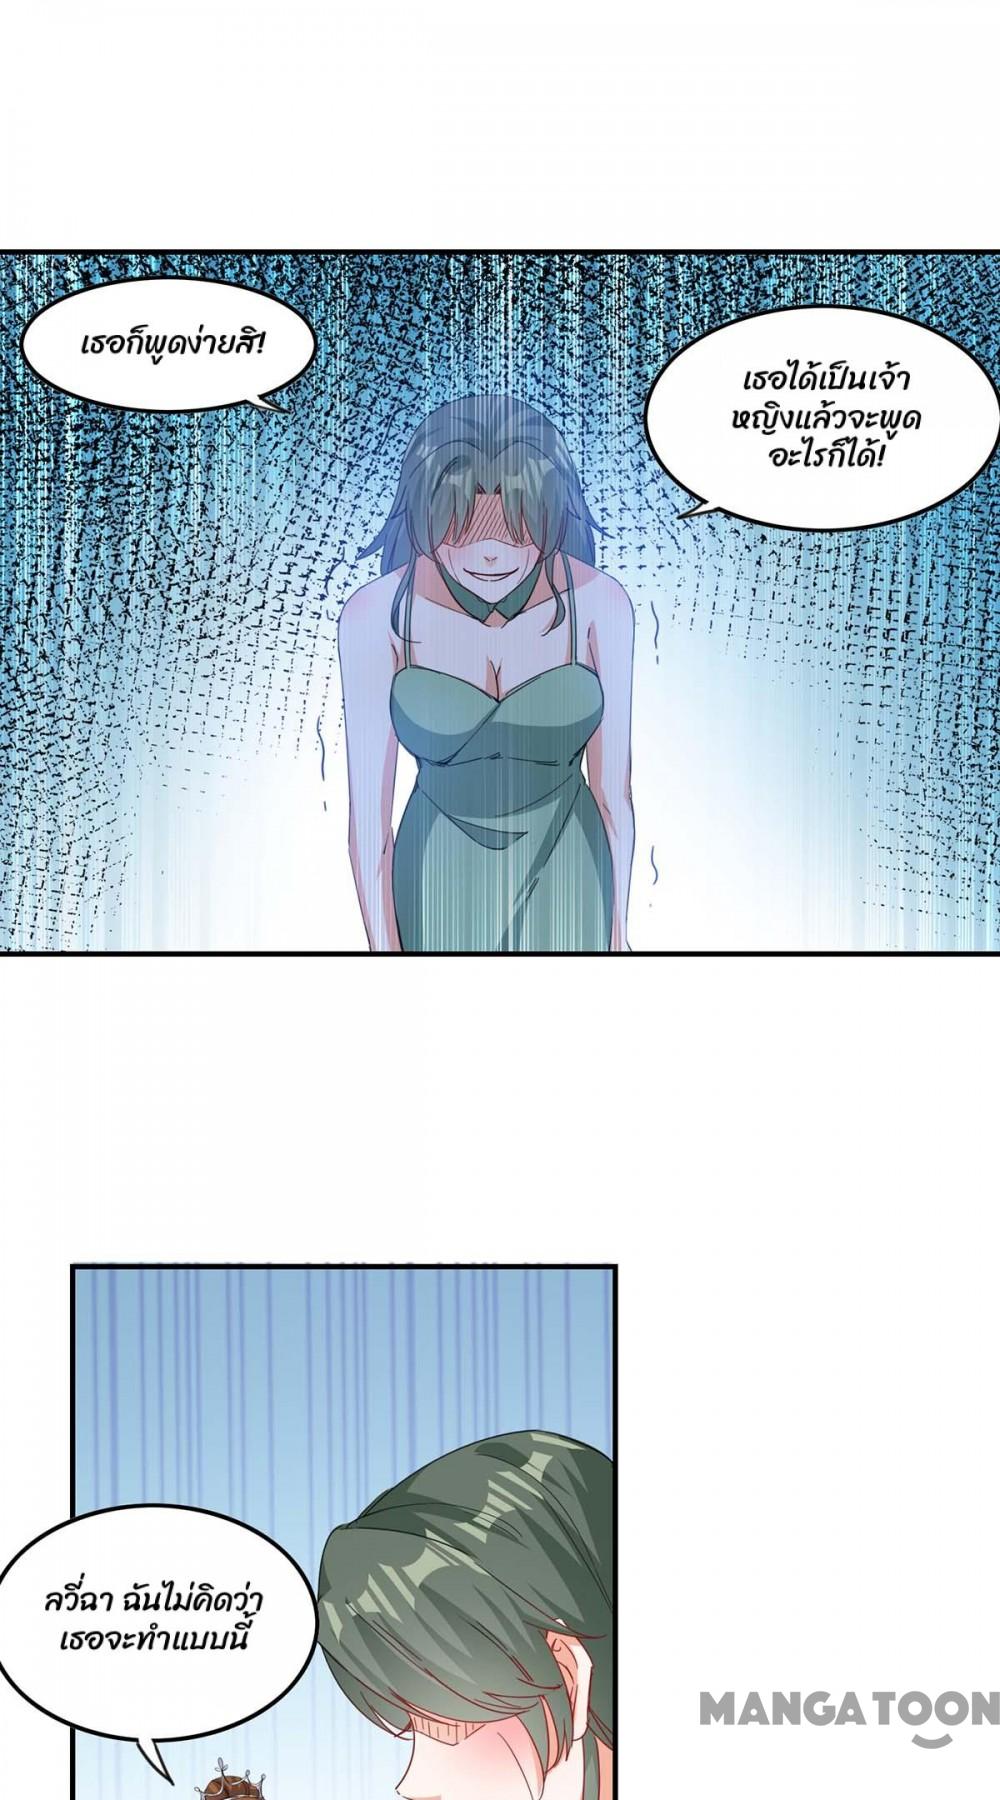 เธอก็พูดง่ายสิ!
เธอได้เป็นเจ้า
หญิงแล้วจะพูด
อะไรก็ได้!
ลวี่ฉา ฉันไม่คิดว่า
เธอจะทำแบบนี้
MANGATOON